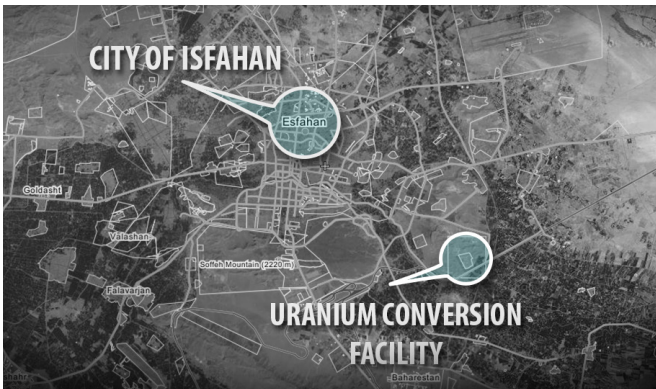 CITY OF ISFAHAN
Esfahan
Goldasht
Valashan
Soffeh Mountain (2220 m)
Falavarjan
URANIUM CONVERSION
FACILITY
Baharestan